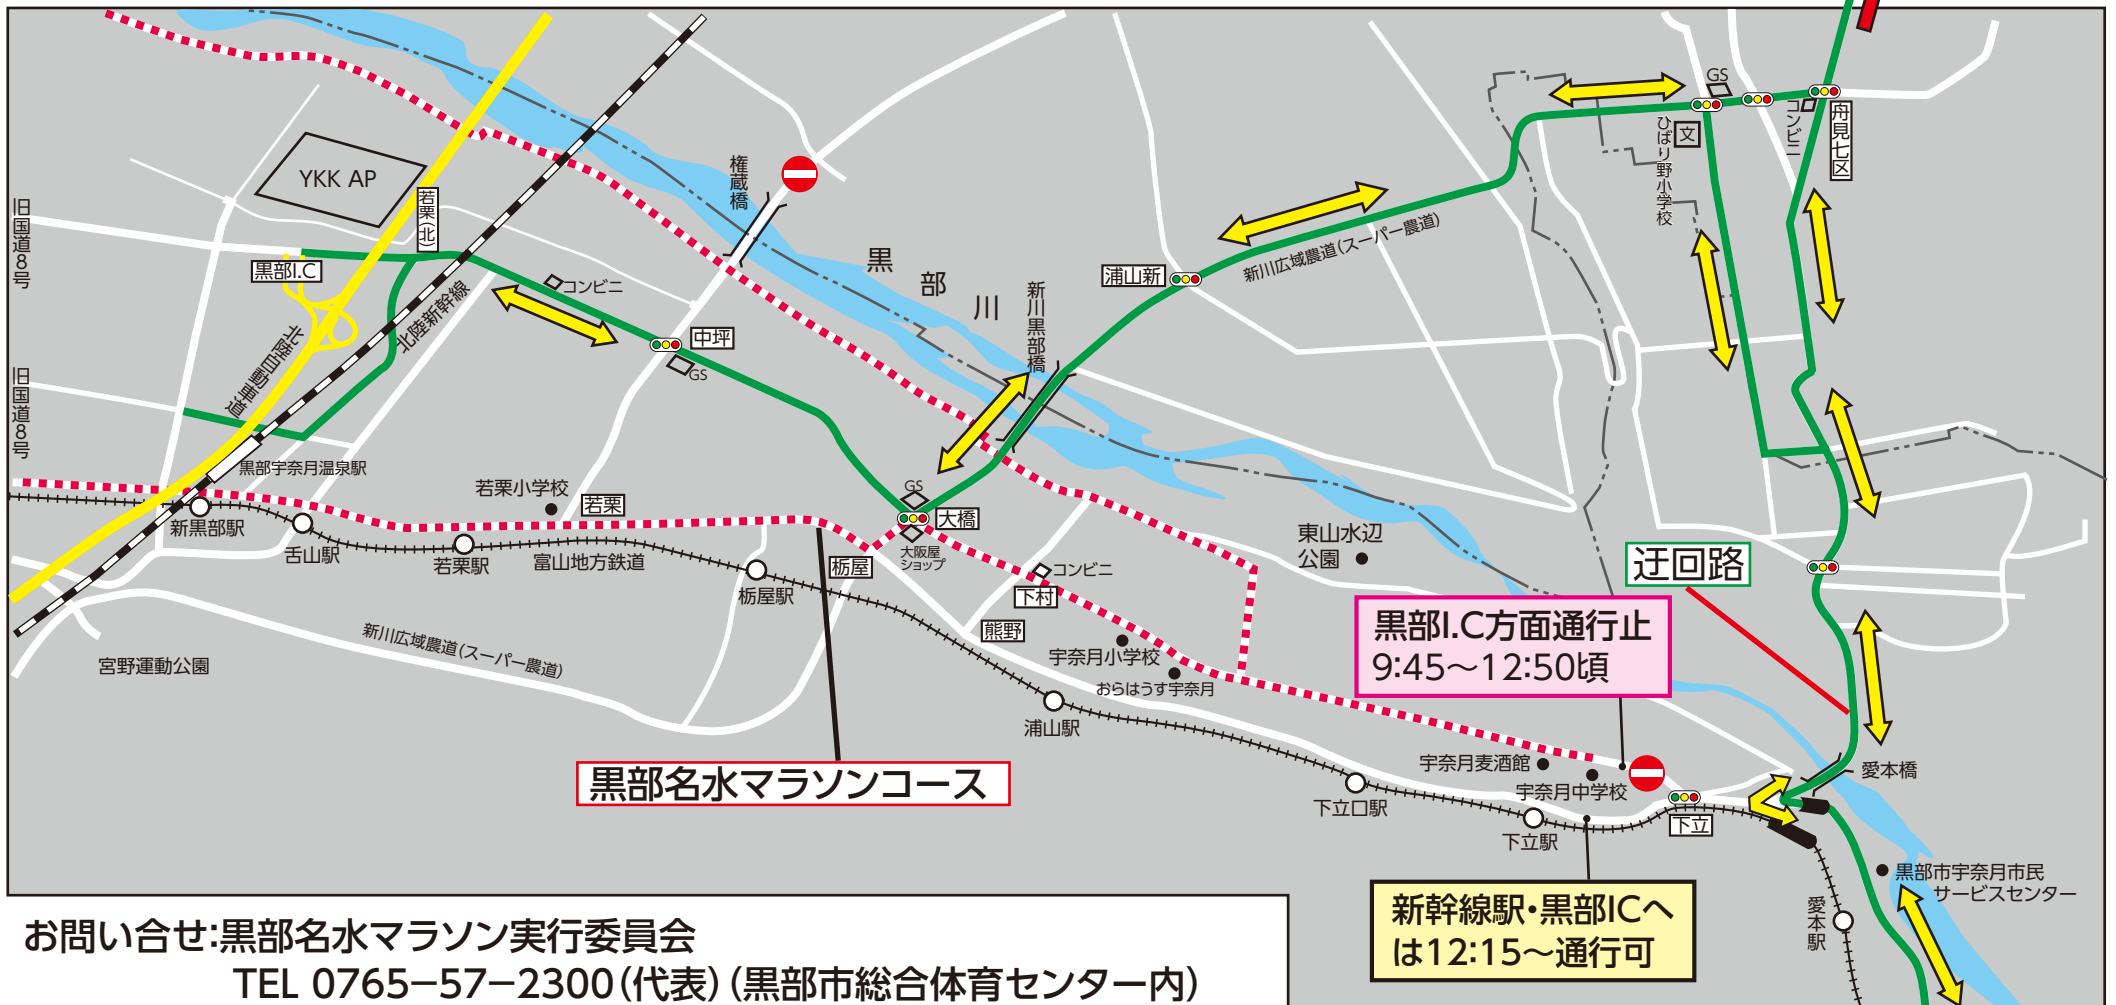 GS
コンビニ
舟見七区
文
ひばり野小学校
YKK AP
権蔵橋
若栗(北)
旧国道8号
黒部I.C
コンビニ
北陸新幹線
北陸自動車道
中坪
GS
黒部川
新川黒部橋
浦山新
新川広域農道(スーパー農道)
旧国道8号
黒部宇奈月温泉駅
若栗小学校
若栗
GS
大橋
大阪屋
ショップ
新黒部駅
舌山駅
若栗駅
富山地方鉄道
栃屋駅
栃屋
コンビニ
下村
東山水辺
公園
迂回路
熊野
宇奈月小学校
おらはうす宇奈月
黒部I.C方面通行止
9:45〜12:50頃
新川広域農道(スーパー農道)
宮野運動公園
浦山駅
黒部名水マラソンコース
宇奈月麦酒館
宇奈月中学校
愛本橋
下立口駅
下立駅
下立
黒部市宇奈月市民
サービスセンター
愛本駅
新幹線駅・黒部ICへ
は12:15〜通行可
お問い合せ:黒部名水マラソン実行委員会
TEL 0765−57−2300(代表)(黒部市総合体育センター内)